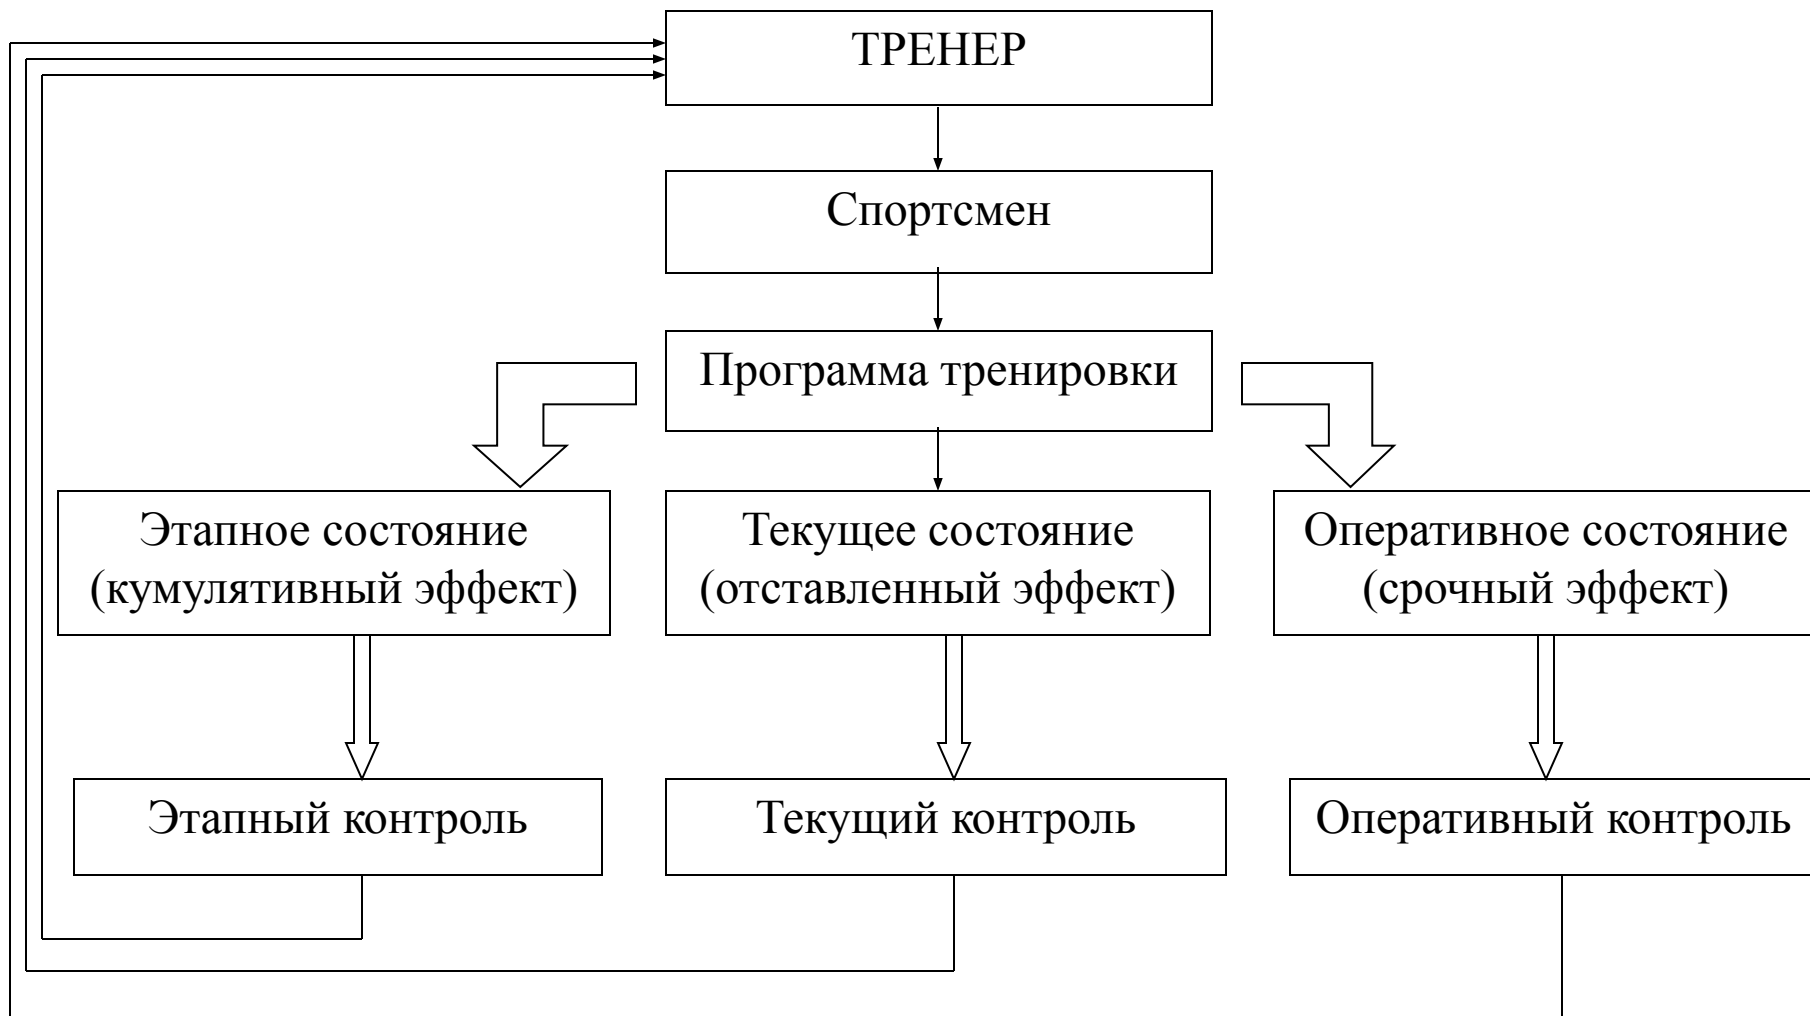 ТРЕНЕР
Спортсмен
Программа тренировки
Этапное состояние
(кумулятивный эффект)
Текущее состояние
(отставленный эффект)
Оперативное состояние
(срочный эффект)
Этапный контроль
Текущий контроль
Оперативный контроль